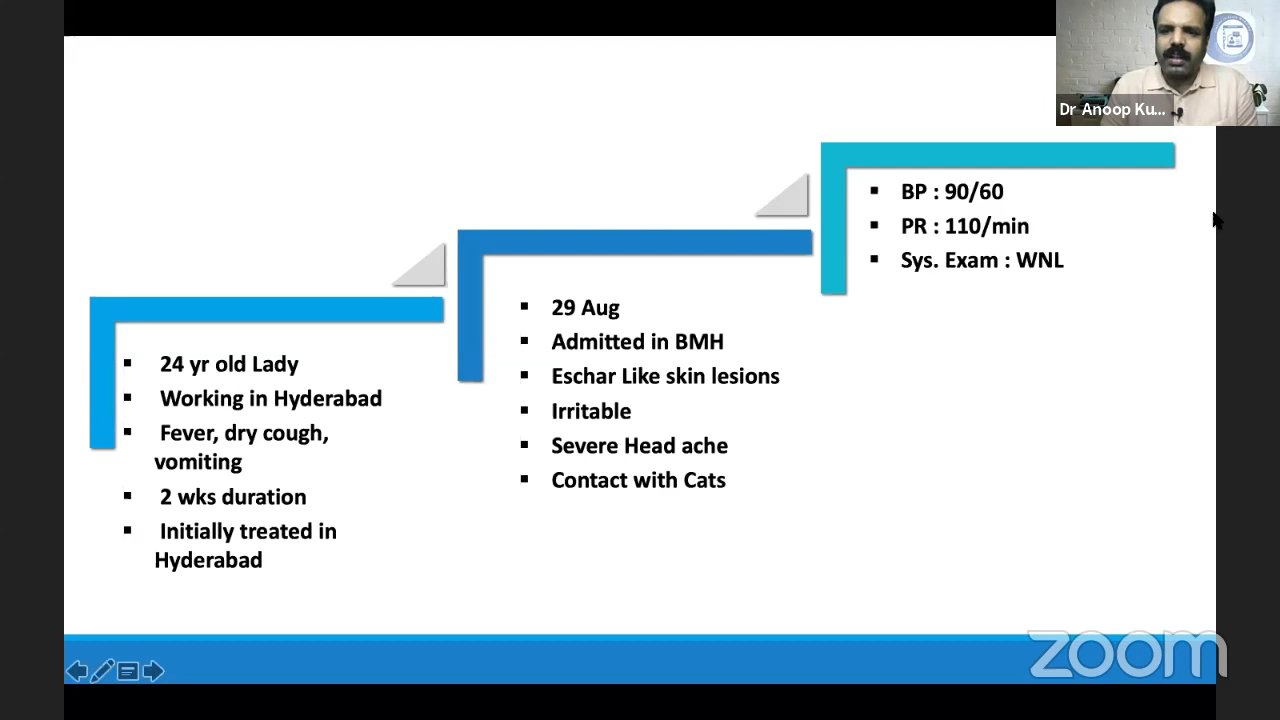 Dr Anoop Ku...
▪ BP : 90/60
▪ PR : 110/min
▪ Sys. Exam : WNL
▪ 29 Aug
▪ Admitted in BMH
▪ Eschar Like skin lesions
▪ Irritable
▪ Severe Head ache
▪ Contact with Cats
▪ 24 yr old Lady
▪ Working in Hyderabad
▪ Fever, dry cough,
vomiting
▪ 2 wks duration
▪ Initially treated in
Hyderabad
zoom